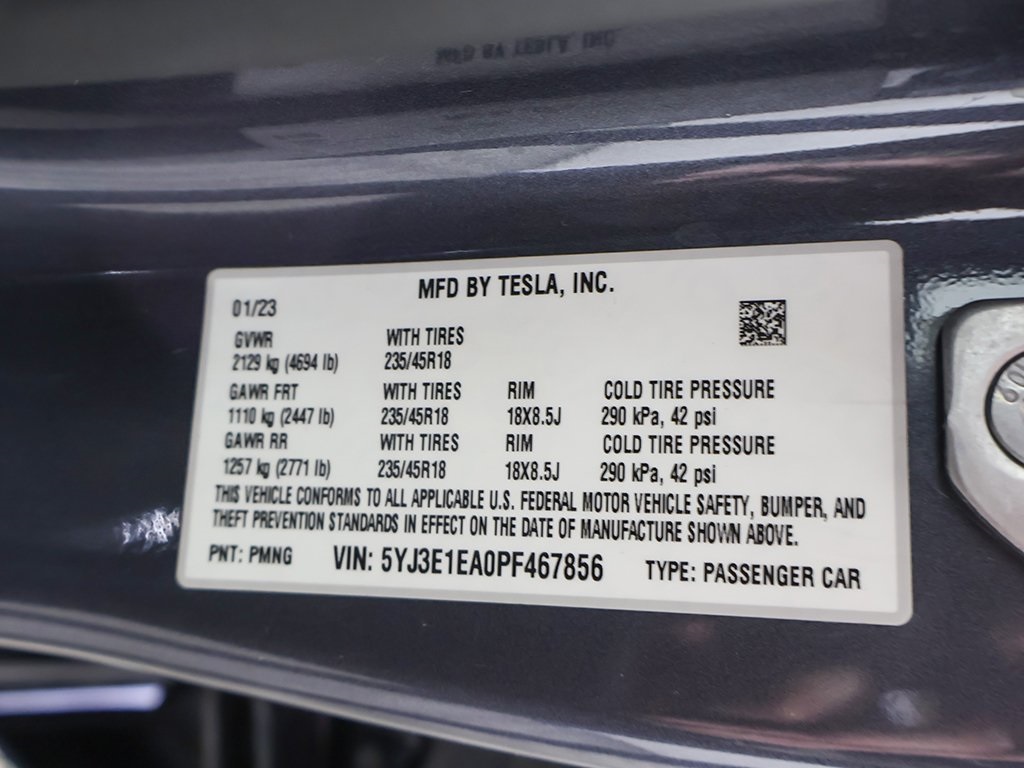 MFD BY TESLA, INC.
01/23
GVWR WITH TIRES
2129 kg (4694 lb) 235/45R18
GAWR FRT WITH TIRES RIM COLD TIRE PRESSURE
1110 kg (2447 lb) 235/45R18 18X8.5J 290 kPa, 42 psi
GAWR RR WITH TIRES RIM COLD TIRE PRESSURE
1257 kg (2771 lb) 235/45R18 18X8.5J 290 kPa, 42 psi
THIS VEHICLE CONFORMS TO ALL APPLICABLE U.S. FEDERAL MOTOR VEHICLE SAFETY, BUMPER, AND
THEFT PREVENTION STANDARDS IN EFFECT ON THE DATE OF MANUFACTURE SHOWN ABOVE.
PNT: PMNG VIN: 5YJ3E1EA0PF467856 TYPE: PASSENGER CAR